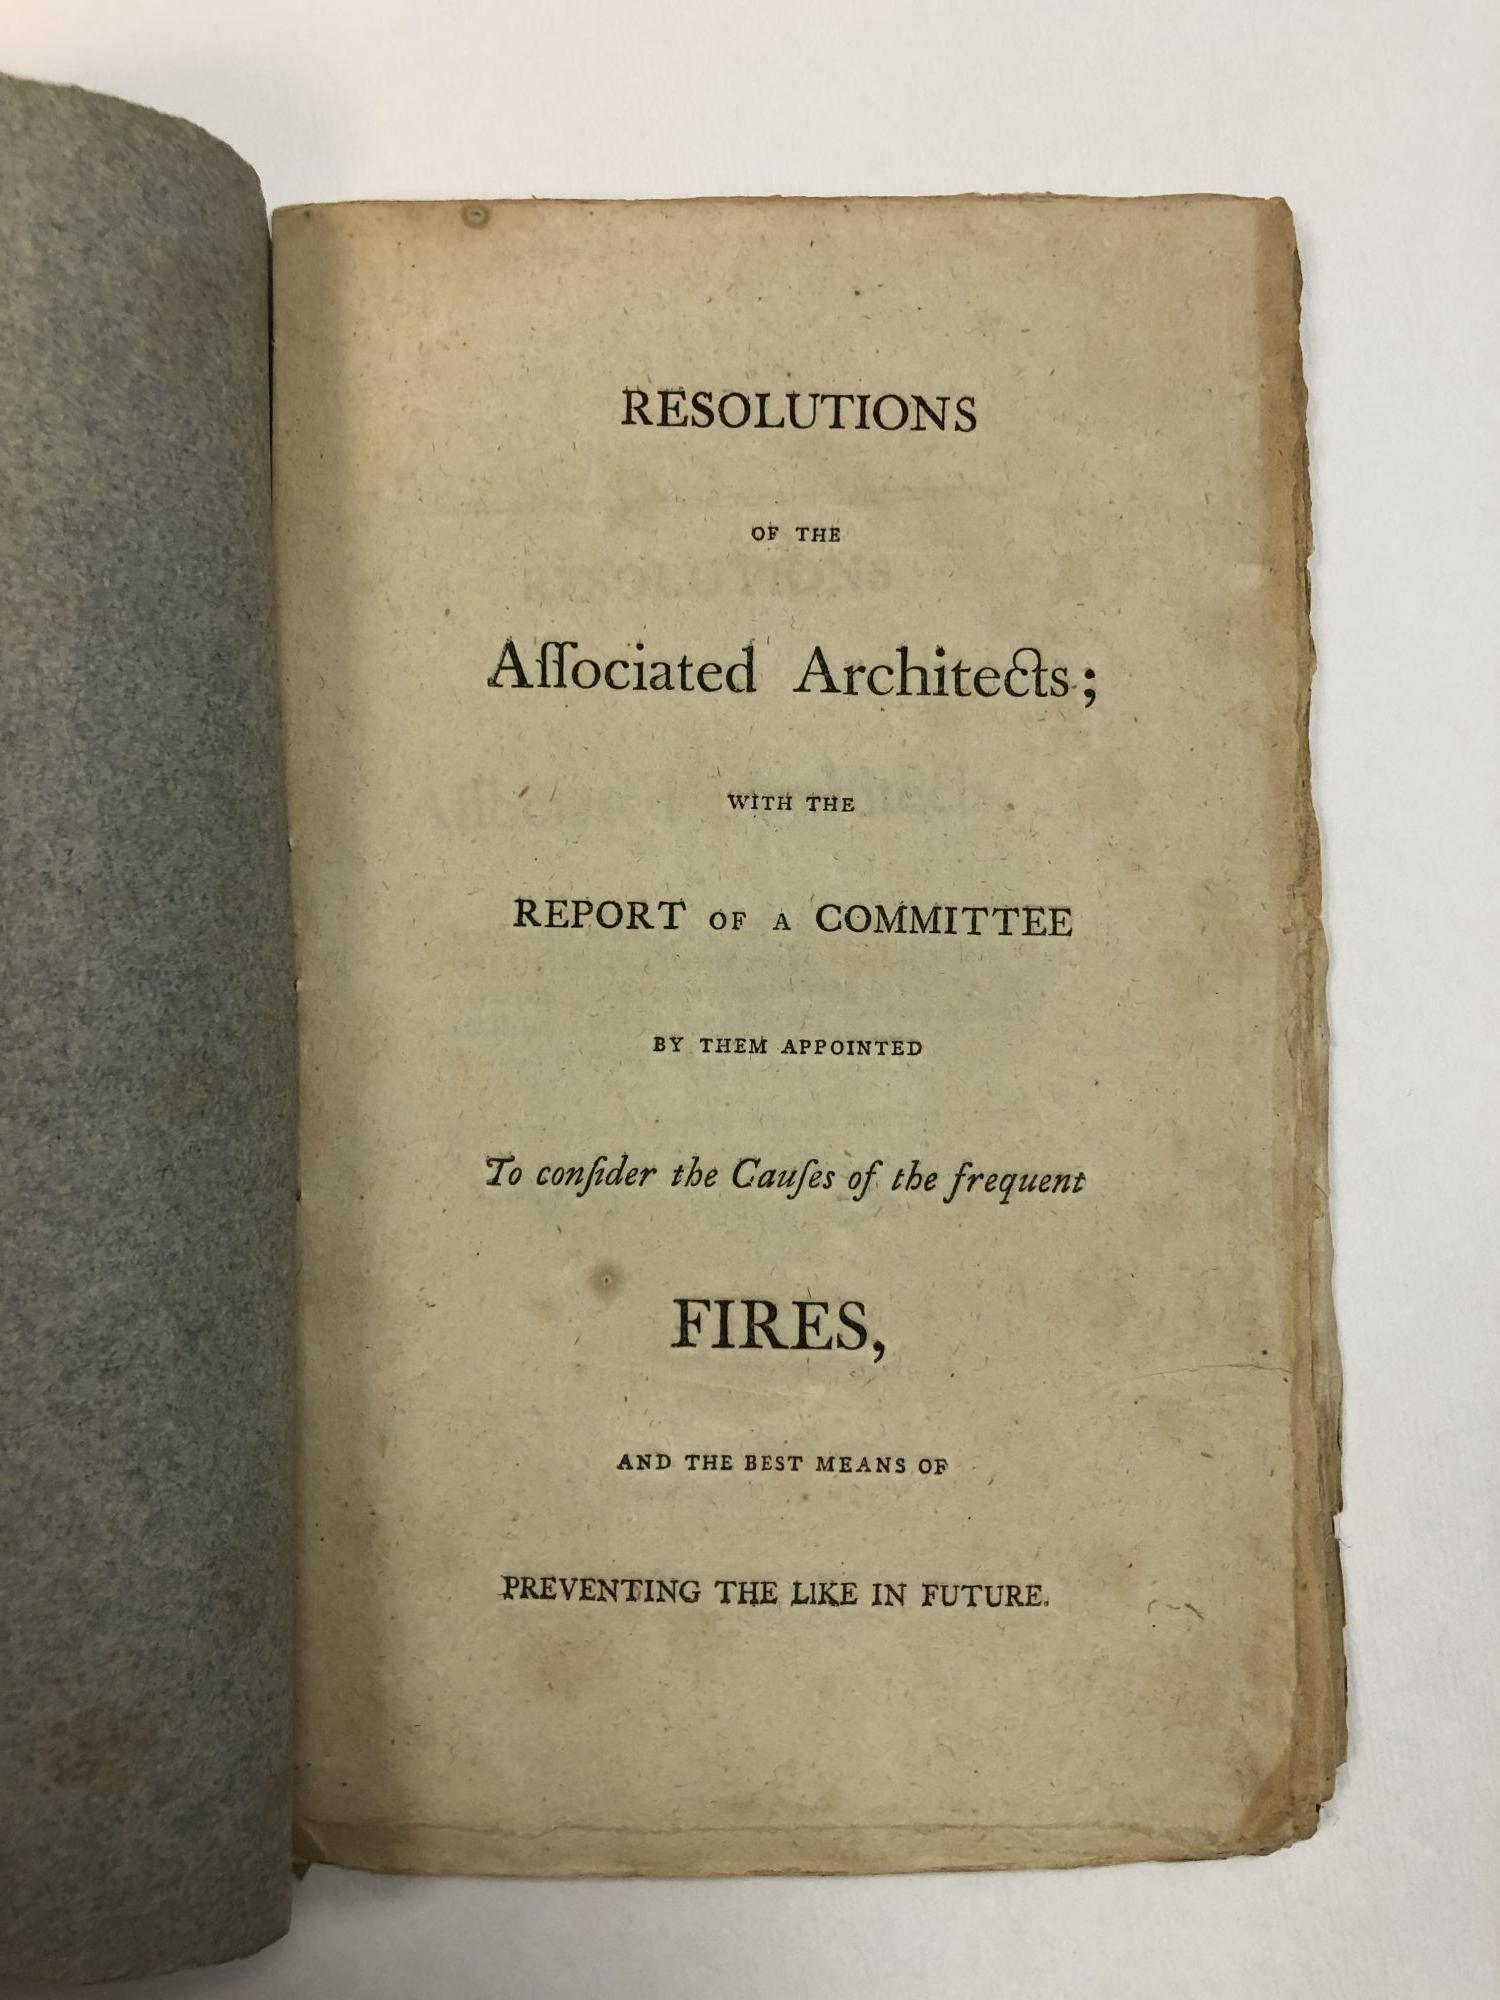 RESOLUTIONS
OF THE
Aſſociated Architects;
WITH THE
REPORT OF A COMMITTEE
BY THEM APPOINTED
To conſider the Cauſes of the frequent
FIRES,
AND THE BEST MEANS OF
PREVENTING THE LIKE IN FUTURE.